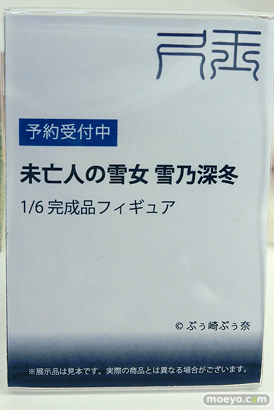 予約受付中
未亡人の雪女 雪乃深冬
1/6 完成品フィギュア
© ぷぅ崎ぷぅ奈
※展示品は見本です。実際の商品とは異なる場合がございます。
moeyo.com